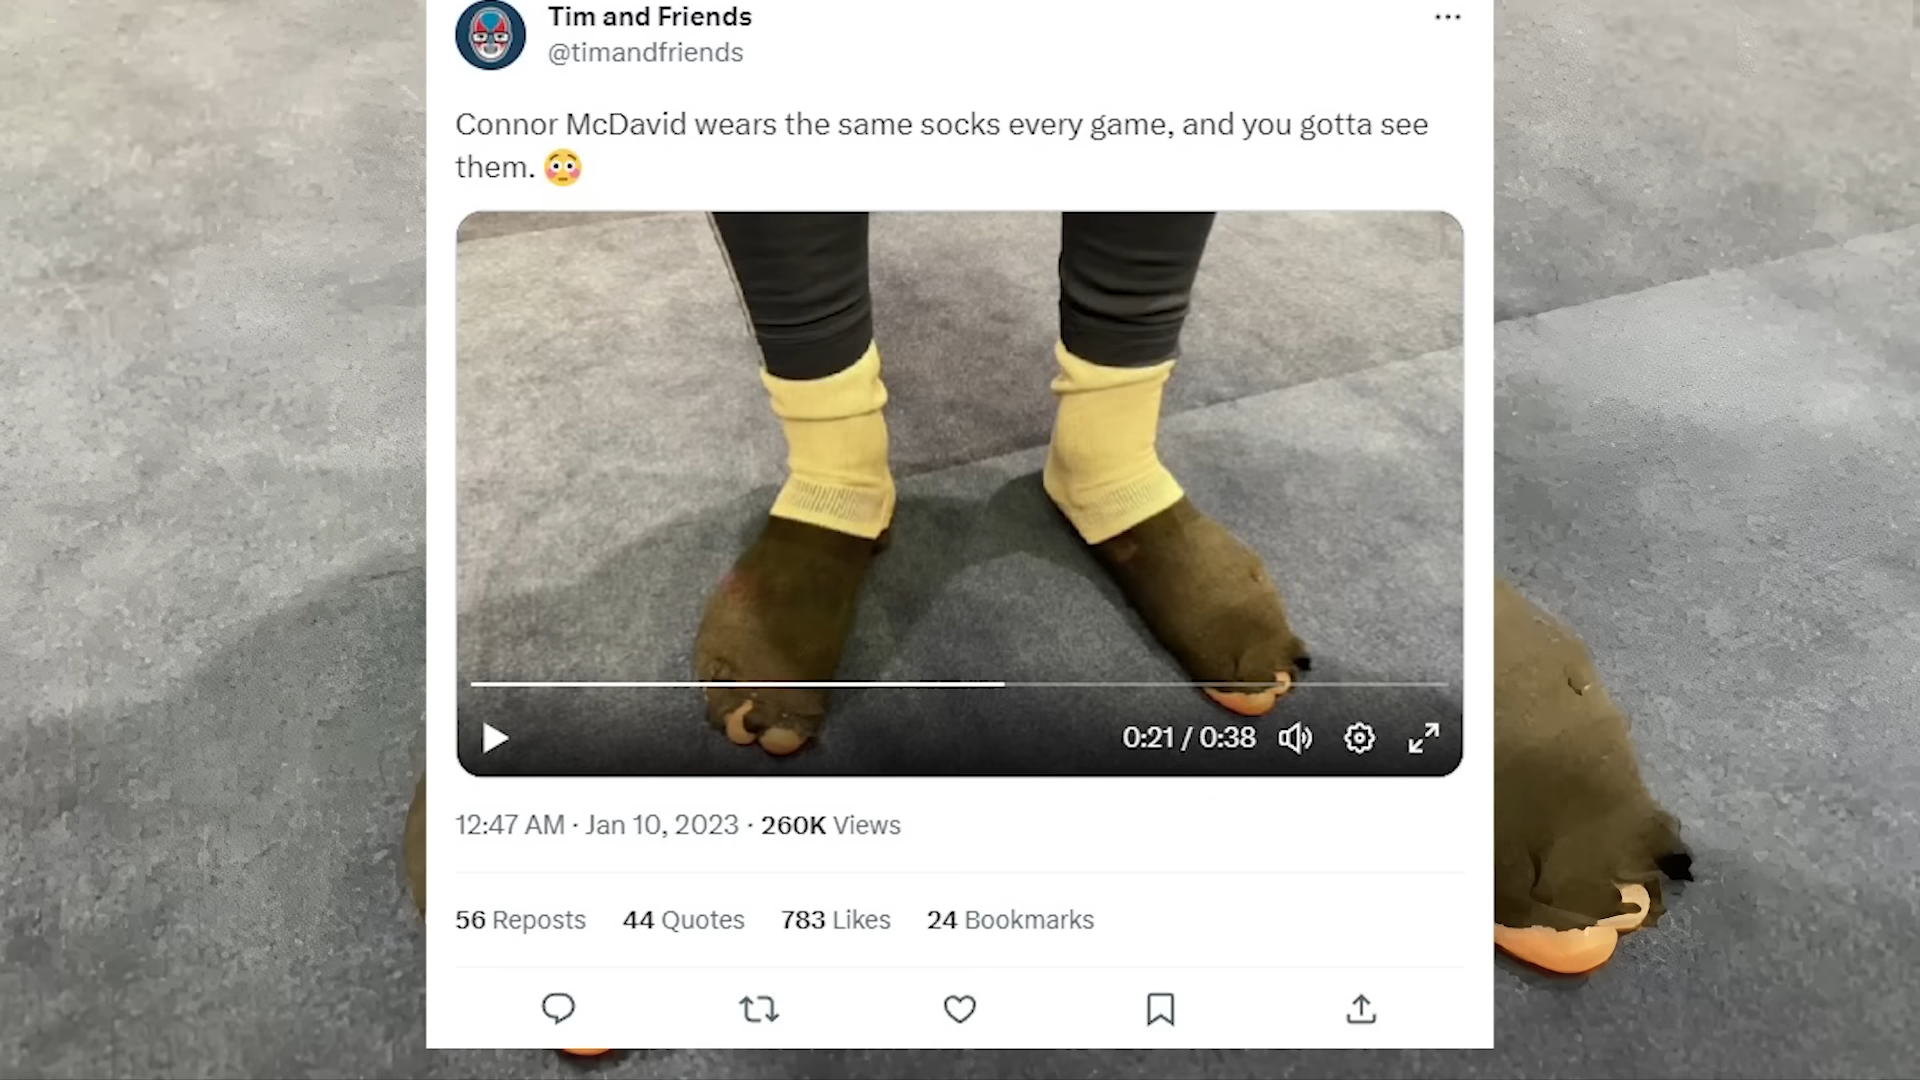 Tim and Friends
@timandfriends
Connor McDavid wears the same socks every game, and you gotta see
them. 😳
0:21 / 0:38
12:47 AM · Jan 10, 2023 · 260K Views
56 Reposts 44 Quotes 783 Likes 24 Bookmarks